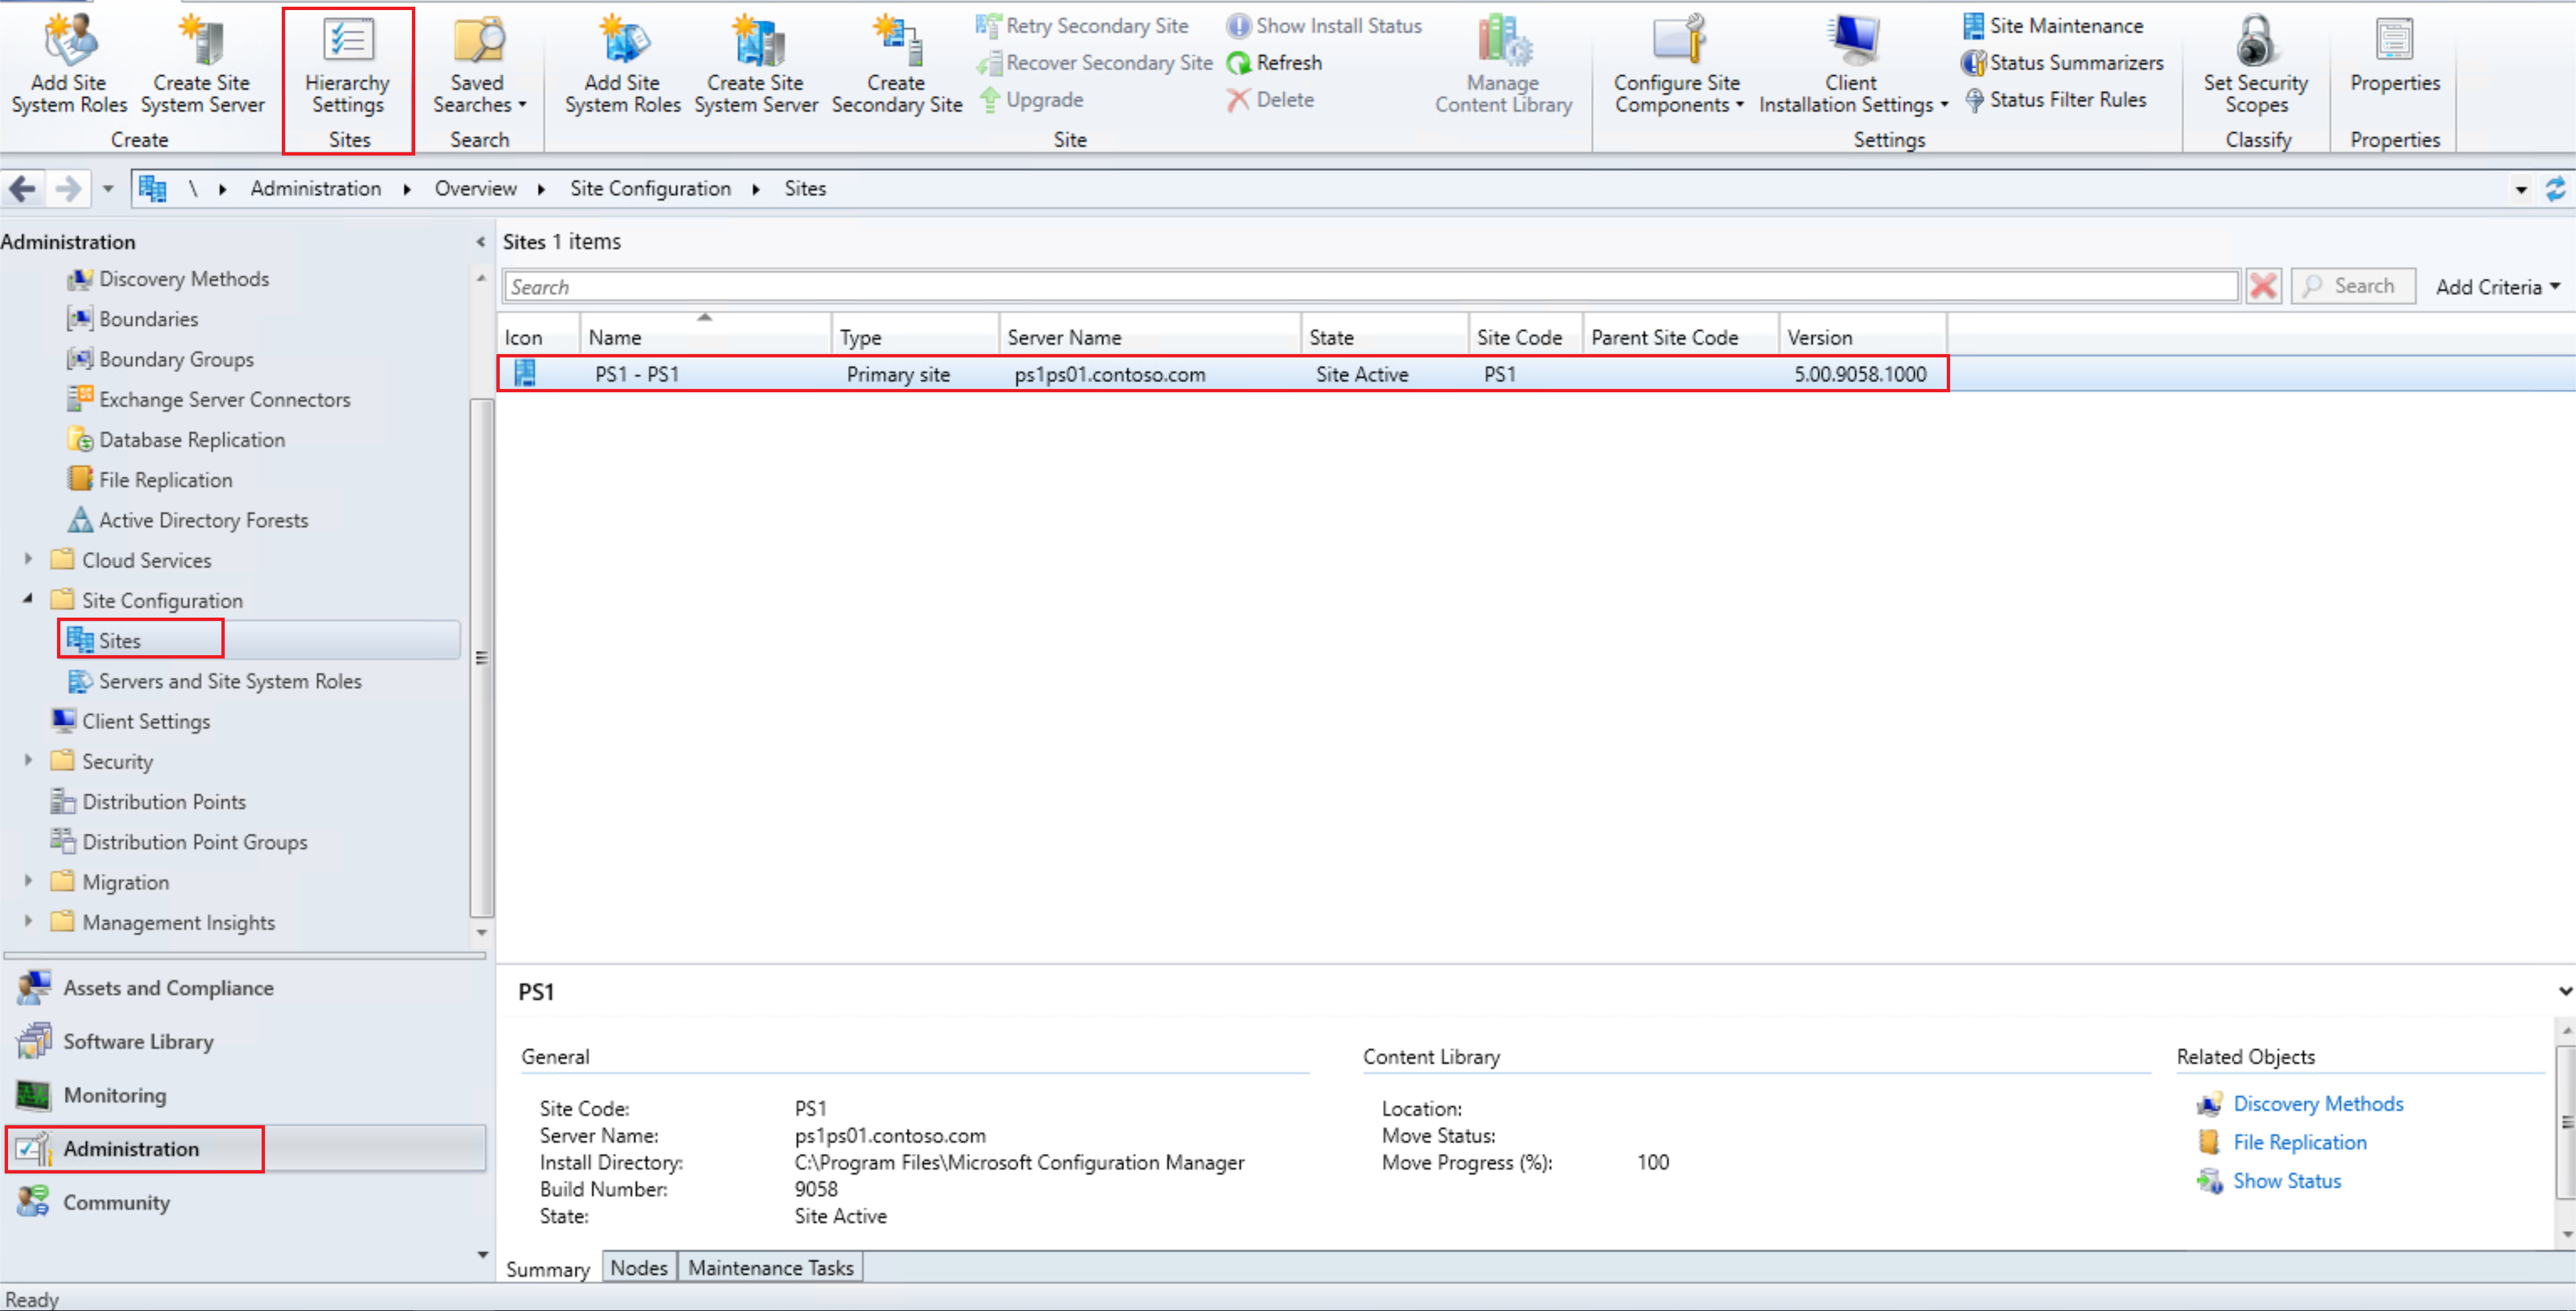 Add Site
System Roles
Create Site
System Server
Create
Hierarchy
Settings
Sites
Saved
Searches
Search
Add Site
System Roles
Create Site
System Server
Create
Secondary Site
Retry Secondary Site
Recover Secondary Site
Upgrade
Show Install Status
Refresh
Delete
Manage
Content Library
Site
Configure Site
Components
Client
Installation Settings
Site Maintenance
Status Summarizers
Status Filter Rules
Settings
Set Security
Scopes
Classify
Properties
Properties
\ Administration Overview Site Configuration Sites
Administration
Discovery Methods
Boundaries
Boundary Groups
Exchange Server Connectors
Database Replication
File Replication
Active Directory Forests
Cloud Services
Site Configuration
Sites
Servers and Site System Roles
Client Settings
Security
Distribution Points
Distribution Point Groups
Migration
Management Insights
Assets and Compliance
Software Library
Monitoring
Administration
Community
Sites 1 items
Search
Search
Add Criteria
Icon Name Type Server Name State Site Code Parent Site Code Version
PS1 - PS1 Primary site ps1ps01.contoso.com Site Active PS1 5.00.9058.1000
PS1
General
Site Code: PS1
Server Name: ps1ps01.contoso.com
Install Directory: C:\Program Files\Microsoft Configuration Manager
Build Number: 9058
State: Site Active
Content Library
Location:
Move Status:
Move Progress (%): 100
Related Objects
Discovery Methods
File Replication
Show Status
Summary Nodes Maintenance Tasks
Ready